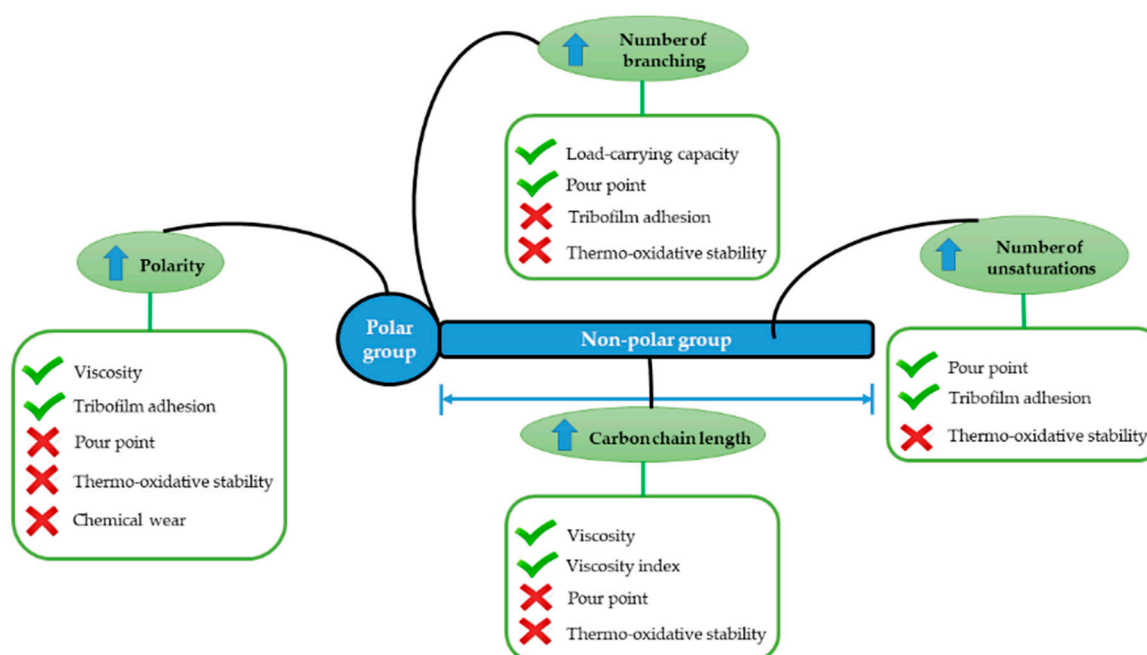 Number of
branching
Load-carrying capacity
Pour point
Tribofilm adhesion
Thermo-oxidative stability
Polarity
Viscosity
Tribofilm adhesion
Pour point
Thermo-oxidative stability
Chemical wear
Polar
group
Non-polar group
Number of
unsaturations
Pour point
Tribofilm adhesion
Thermo-oxidative stability
Carbon chain length
Viscosity
Viscosity index
Pour point
Thermo-oxidative stability